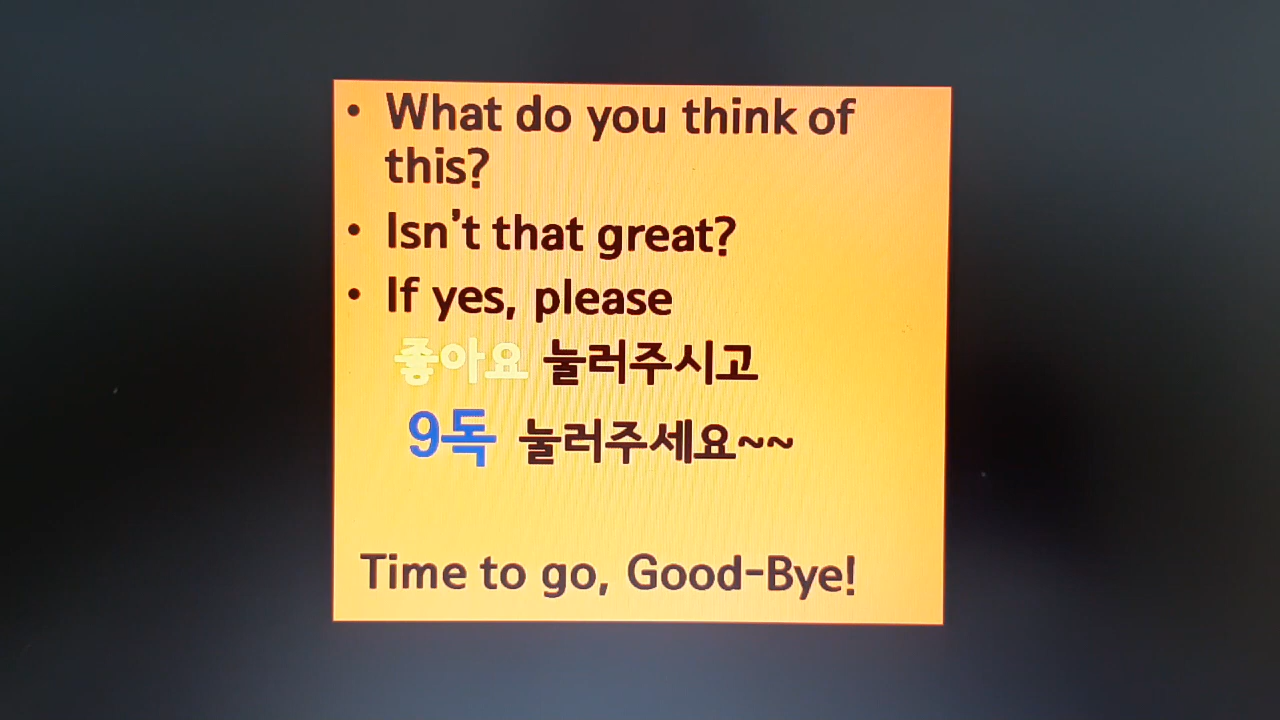 • What do you think of
this?
• Isn't that great?
• If yes, please
좋아요 눌러주시고
9독 눌러주세요~~
Time to go, Good-Bye!